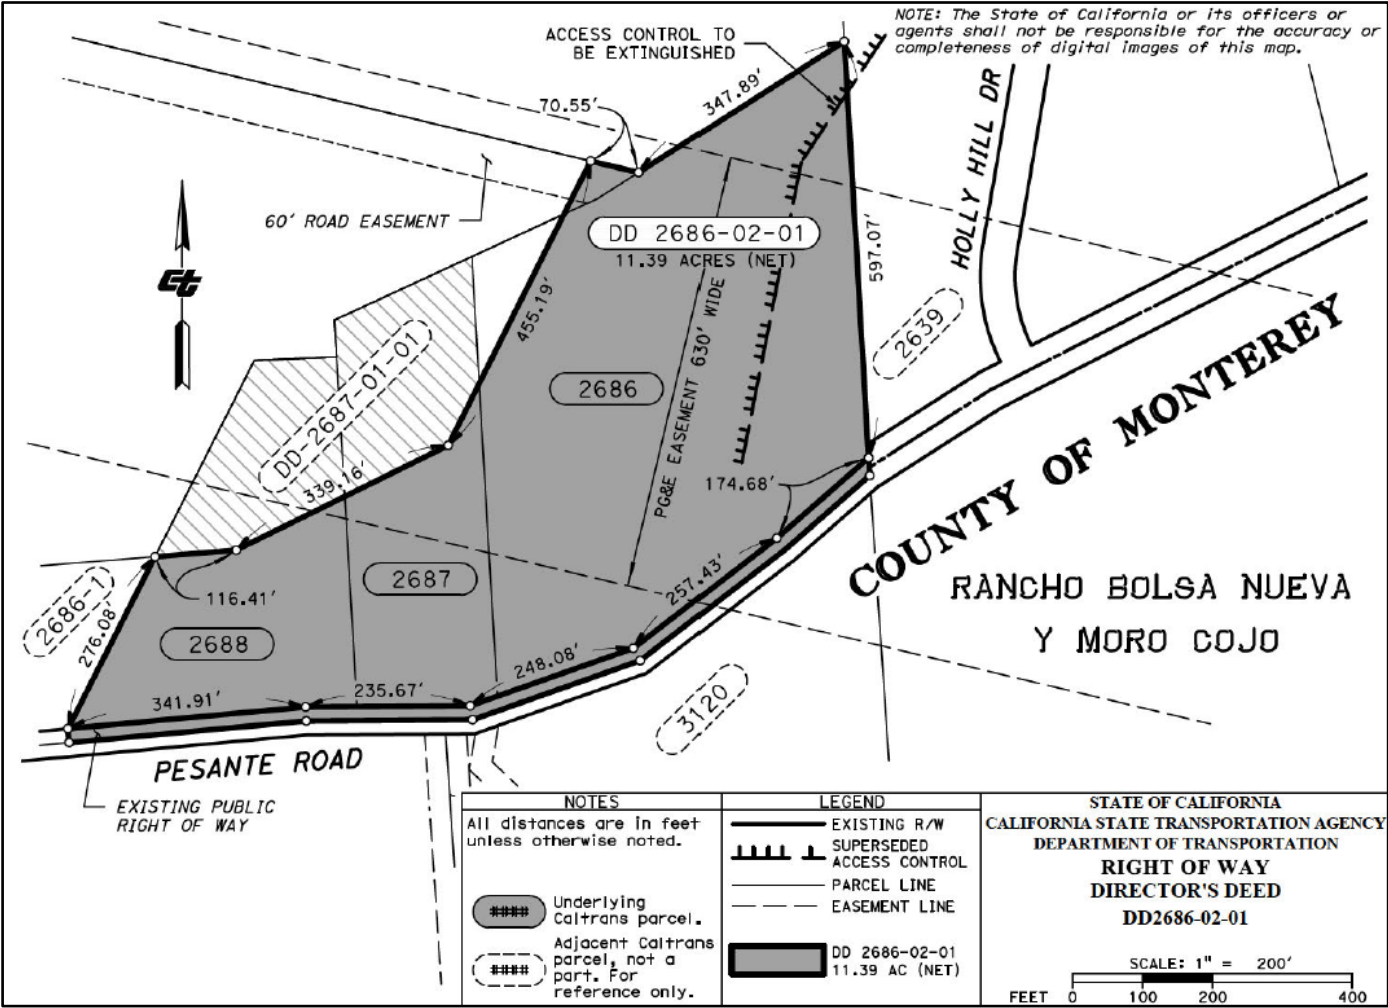 NOTE: The State of California or its officers or
agents shall not be responsible for the accuracy or
completeness of digital images of this map.
ACCESS CONTROL TO
BE EXTINGUISHED
347.89'
70.55'
HOLLY HILL DR
60' ROAD EASEMENT
DD 2686-02-01
11.39 ACRES (NET)
597.07'
455.19'
PG&E EASEMENT 630' WIDE
2639
2686
DD-2687-01-01
339.16'
174.68'
COUNTY OF MONTEREY
2687
257.43'
RANCHO BOLSA NUEVA
Y MORO COJO
2686-1
116.41'
276.08'
2688
248.08'
341.91'
235.67'
3120
PESANTE ROAD
EXISTING PUBLIC
RIGHT OF WAY
NOTES
All distances are in feet
unless otherwise noted.
####
Underlying
Caltrans parcel.
####
Adjacent Caltrans
parcel, not a
part. For
reference only.
LEGEND
EXISTING R/W
SUPERSEDED
ACCESS CONTROL
PARCEL LINE
EASEMENT LINE
DD 2686-02-01
11.39 AC (NET)
STATE OF CALIFORNIA
CALIFORNIA STATE TRANSPORTATION AGENCY
DEPARTMENT OF TRANSPORTATION
RIGHT OF WAY
DIRECTOR'S DEED
DD2686-02-01
SCALE: 1" = 200'
FEET 0 100 200 400